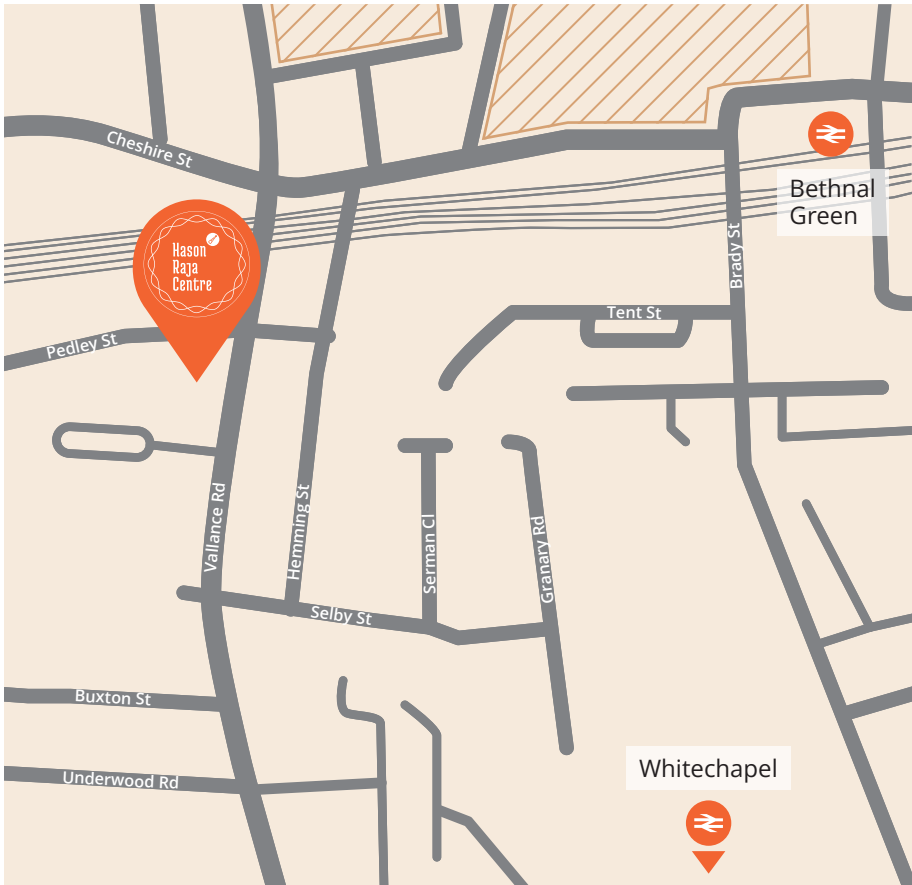 Cheshire St
Bethnal
Green
Hason
Raja
Centre
Brady St
Tent St
Pedley St
Vallance Rd
Hemming St
Serman Cl
Granary Rd
Selby St
Buxton St
Underwood Rd
Whitechapel